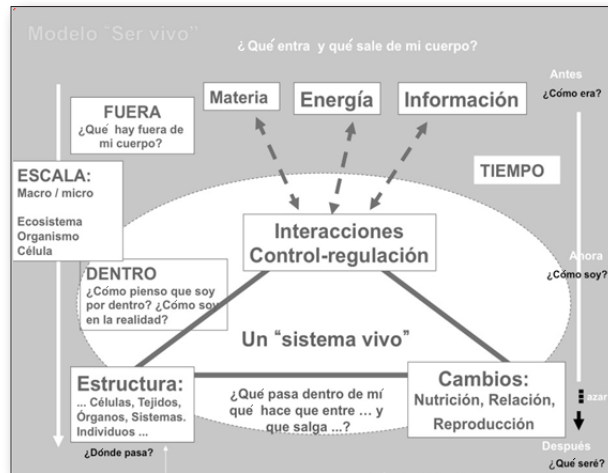 Modelo "Ser vivo"
¿Qué entra y qué sale de mi cuerpo?
Antes
¿Cómo era?
FUERA
¿Qué hay fuera de
mi cuerpo?
Materia
Energía
Información
ESCALA:
Macro / micro
Ecosistema
Organismo
Célula
TIEMPO
Interacciones
Control-regulación
DENTRO
¿Cómo pienso que soy
por dentro? ¿Cómo soy
en la realidad?
Ahora
¿Cómo soy?
Un "sistema vivo"
Estructura:
... Células, Tejidos,
Órganos, Sistemas.
Individuos ...
¿Dónde pasa?
¿Qué pasa dentro de mí
qué hace que entre ... y
que salga ...?
Cambios:
Nutrición, Relación,
Reproducción
azar
Después
¿Qué seré?